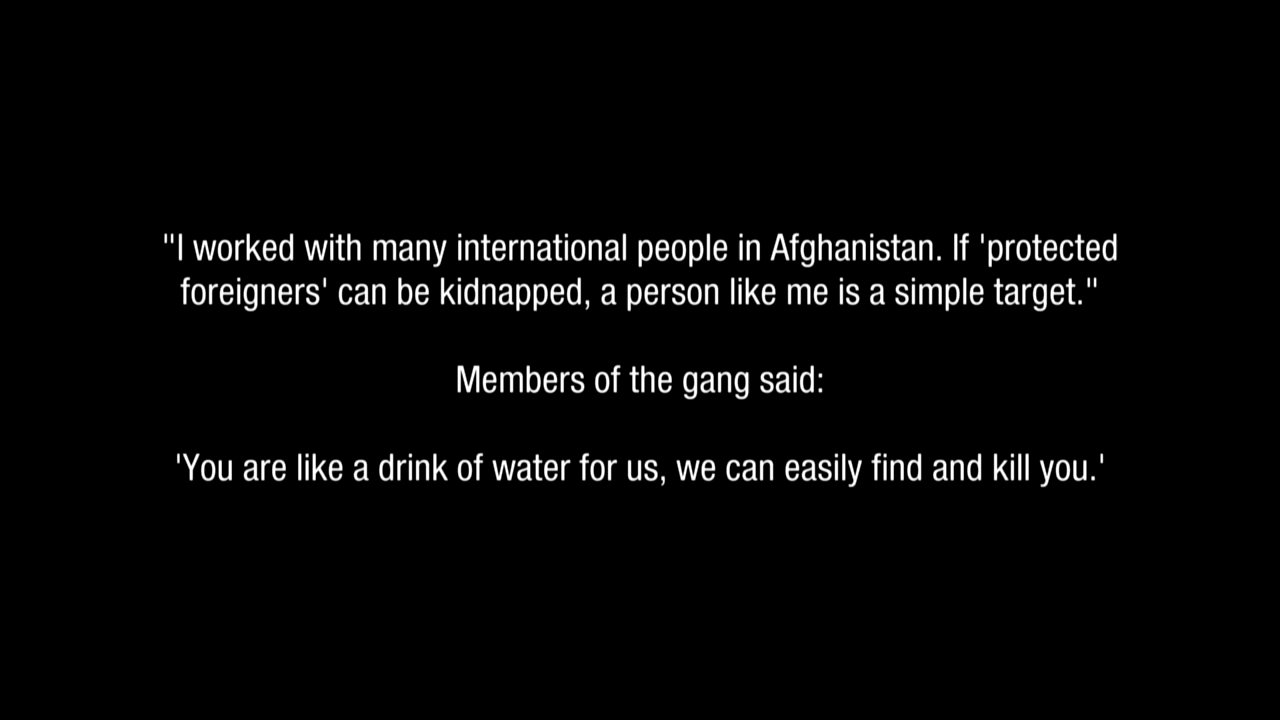 "I worked with many international people in Afghanistan. If 'protected
foreigners' can be kidnapped, a person like me is a simple target."
Members of the gang said:
'You are like a drink of water for us, we can easily find and kill you.'